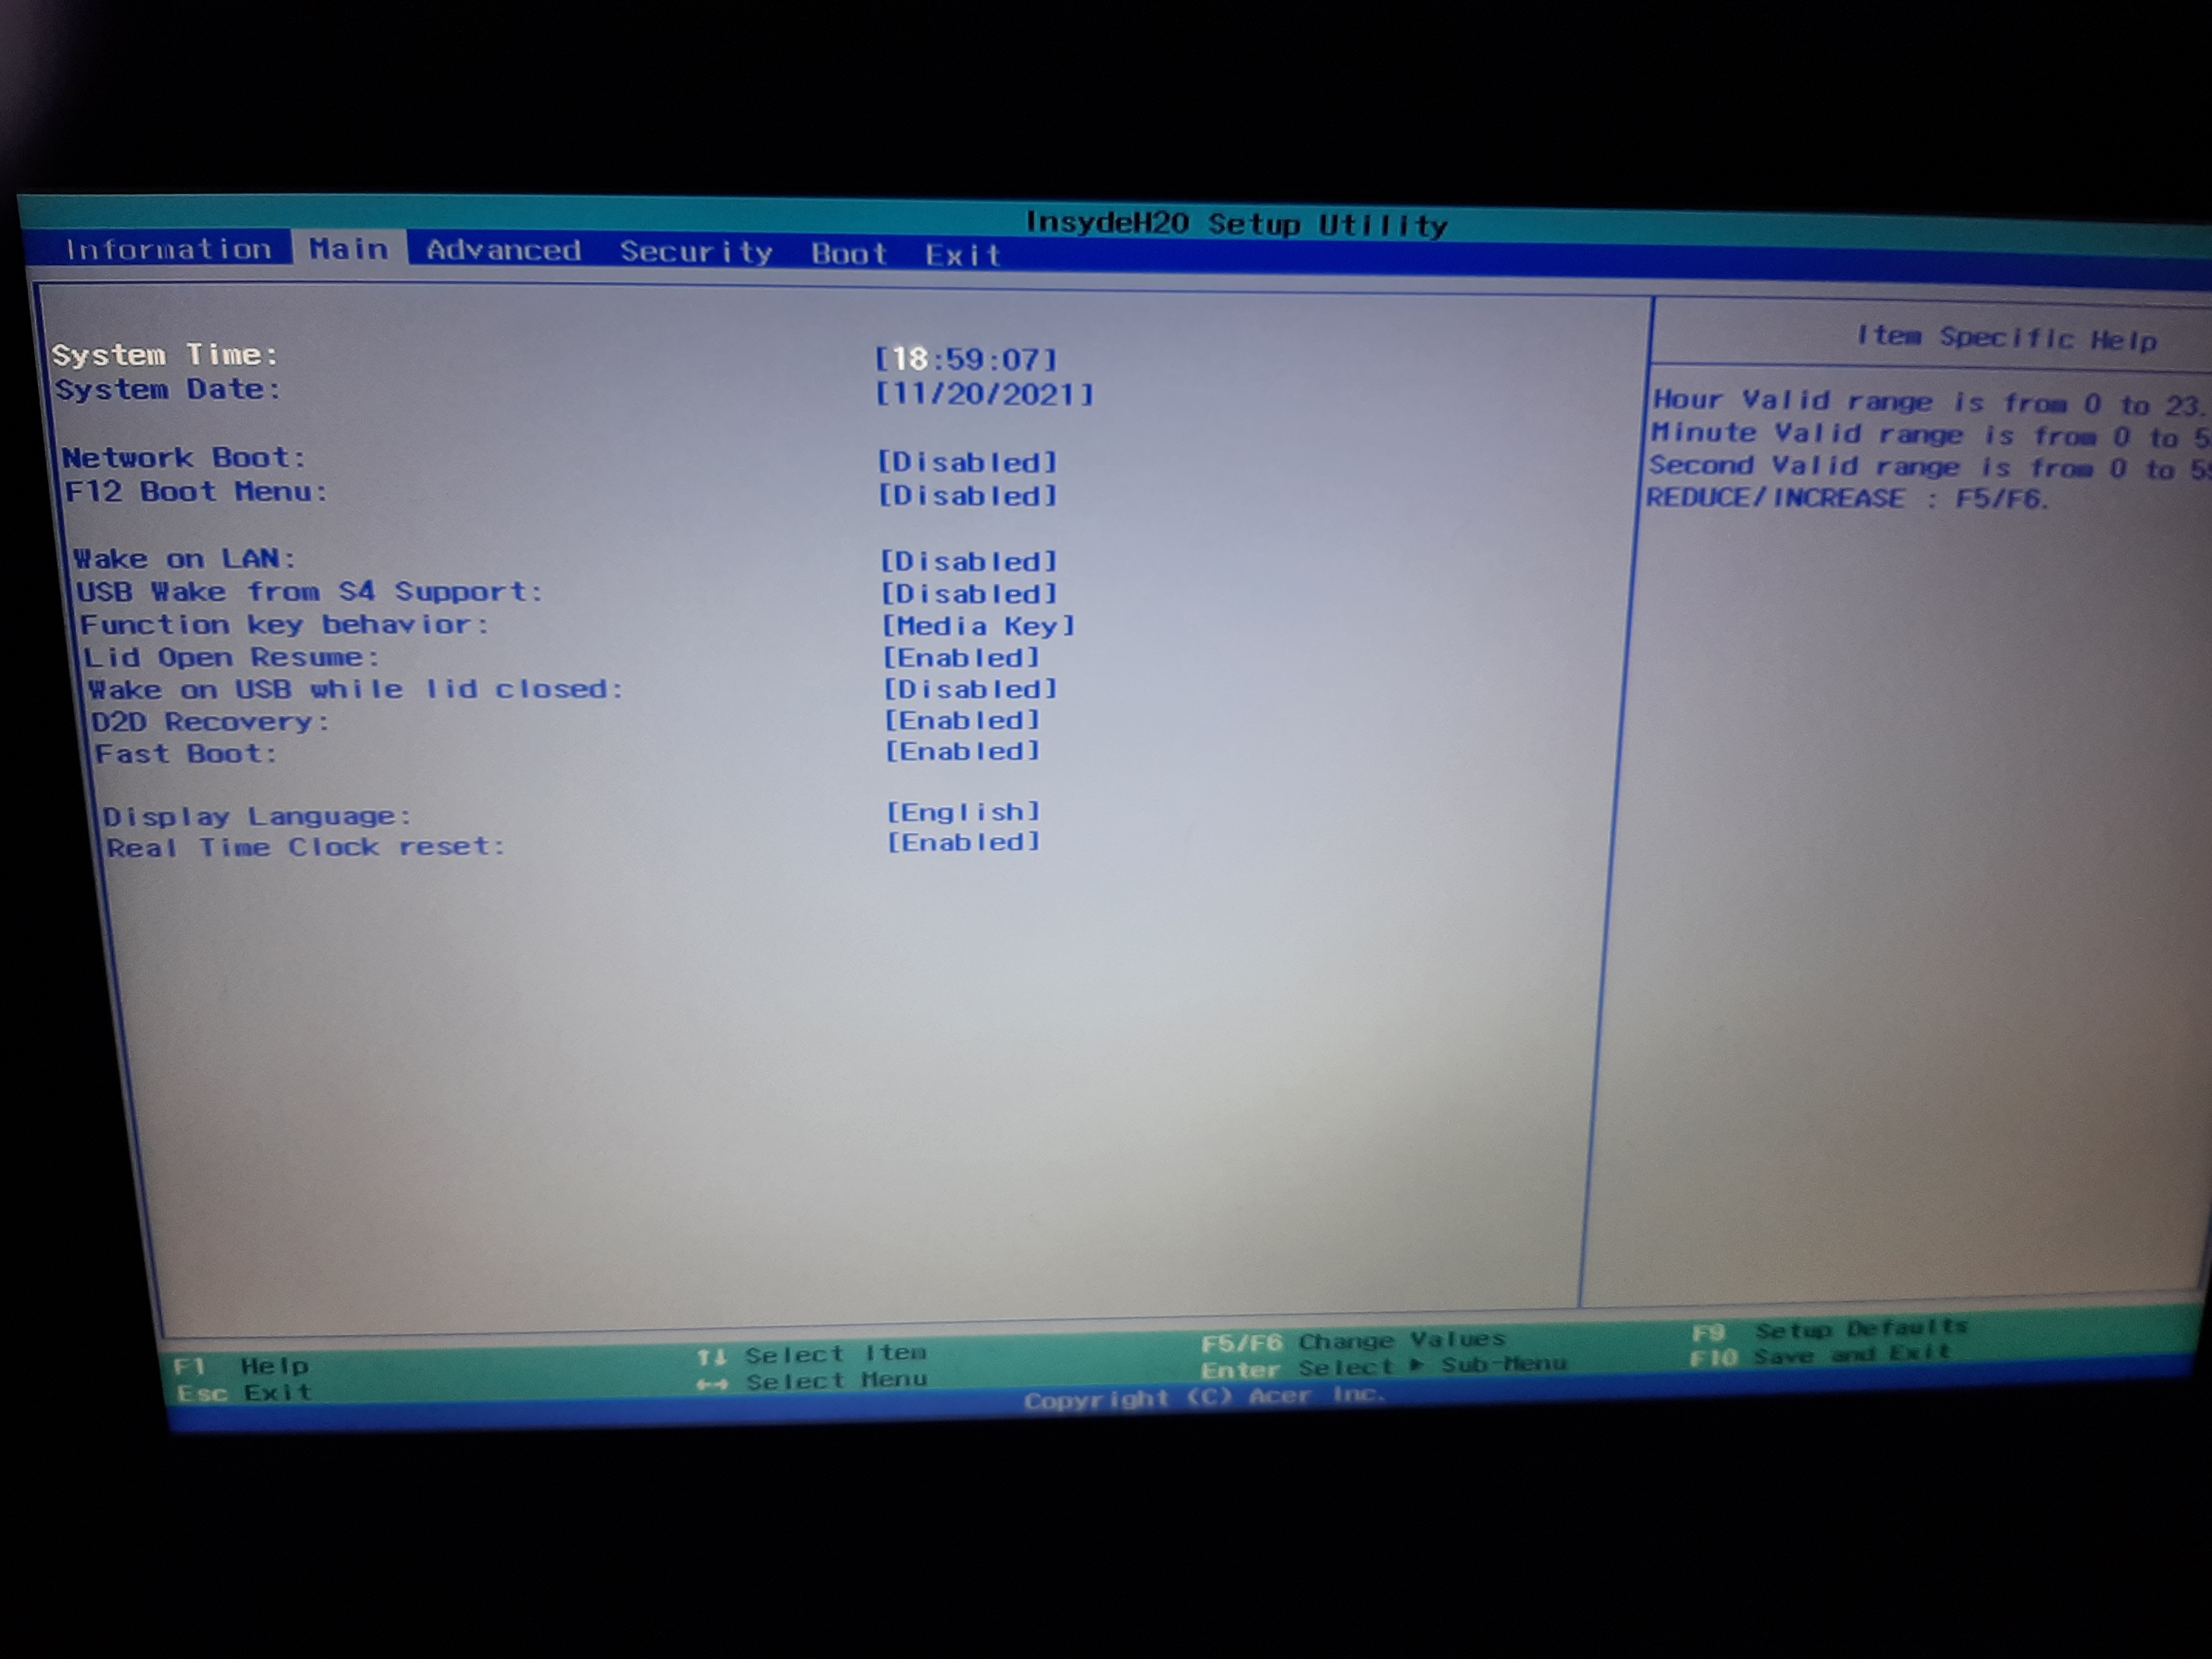 InsydeH20 Setup Utility
Information Main Advanced Security Boot Exit
Item Specific Help
System Time: [18:59:07]
System Date: [11/20/2021]
Network Boot: [Disabled]
F12 Boot Menu: [Disabled]
Wake on LAN: [Disabled]
USB Wake from S4 Support: [Disabled]
Function key behavior: [Media Key]
Lid Open Resume: [Enabled]
Wake on USB while lid closed: [Disabled]
D2D Recovery: [Enabled]
Fast Boot: [Enabled]
Display Language: [English]
Real Time Clock reset: [Enabled]
Hour Valid range is from 0 to 23.
Minute Valid range is from 0 to 5
Second Valid range is from 0 to 59
REDUCE/INCREASE : F5/F6.
F1 Help ↑↓ Select Item F5/F6 Change Values F9 Setup Defaults
Esc Exit ←→ Select Menu Enter Select ▶ Sub-Menu F10 Save and Exit
Copyright (C) Acer Inc.